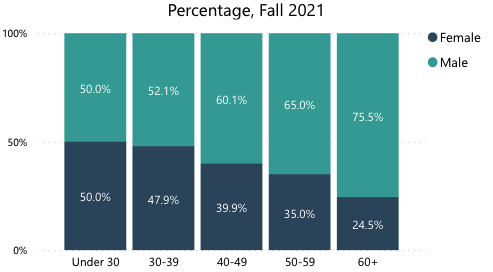 Percentage, Fall 2021
100%
50%
0%
Female
Male
50.0% 52.1% 60.1% 65.0% 75.5%
50.0% 47.9% 39.9% 35.0% 24.5%
Under 30 30-39 40-49 50-59 60+